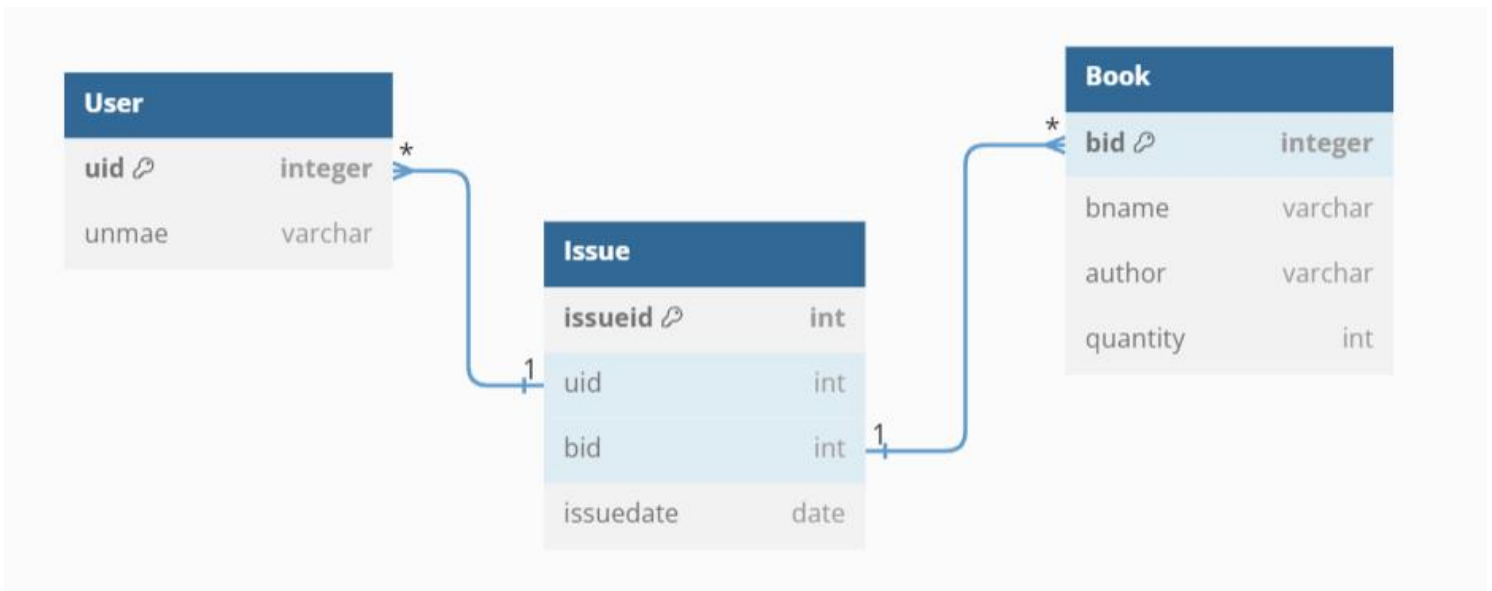 User
uid integer
unmae varchar
*
Issue
issueid int
1
uid int
bid int
1
issuedate date
*
Book
bid integer
bname varchar
author varchar
quantity int